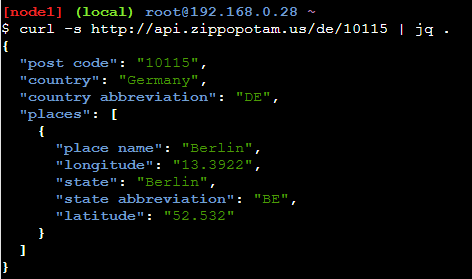 [node1] (local) root@192.168.0.28 ~
$ curl -s http://api.zippopotam.us/de/10115 | jq .
{
  "post code": "10115",
  "country": "Germany",
  "country abbreviation": "DE",
  "places": [
    {
      "place name": "Berlin",
      "longitude": "13.3922",
      "state": "Berlin",
      "state abbreviation": "BE",
      "latitude": "52.532"
    }
  ]
}